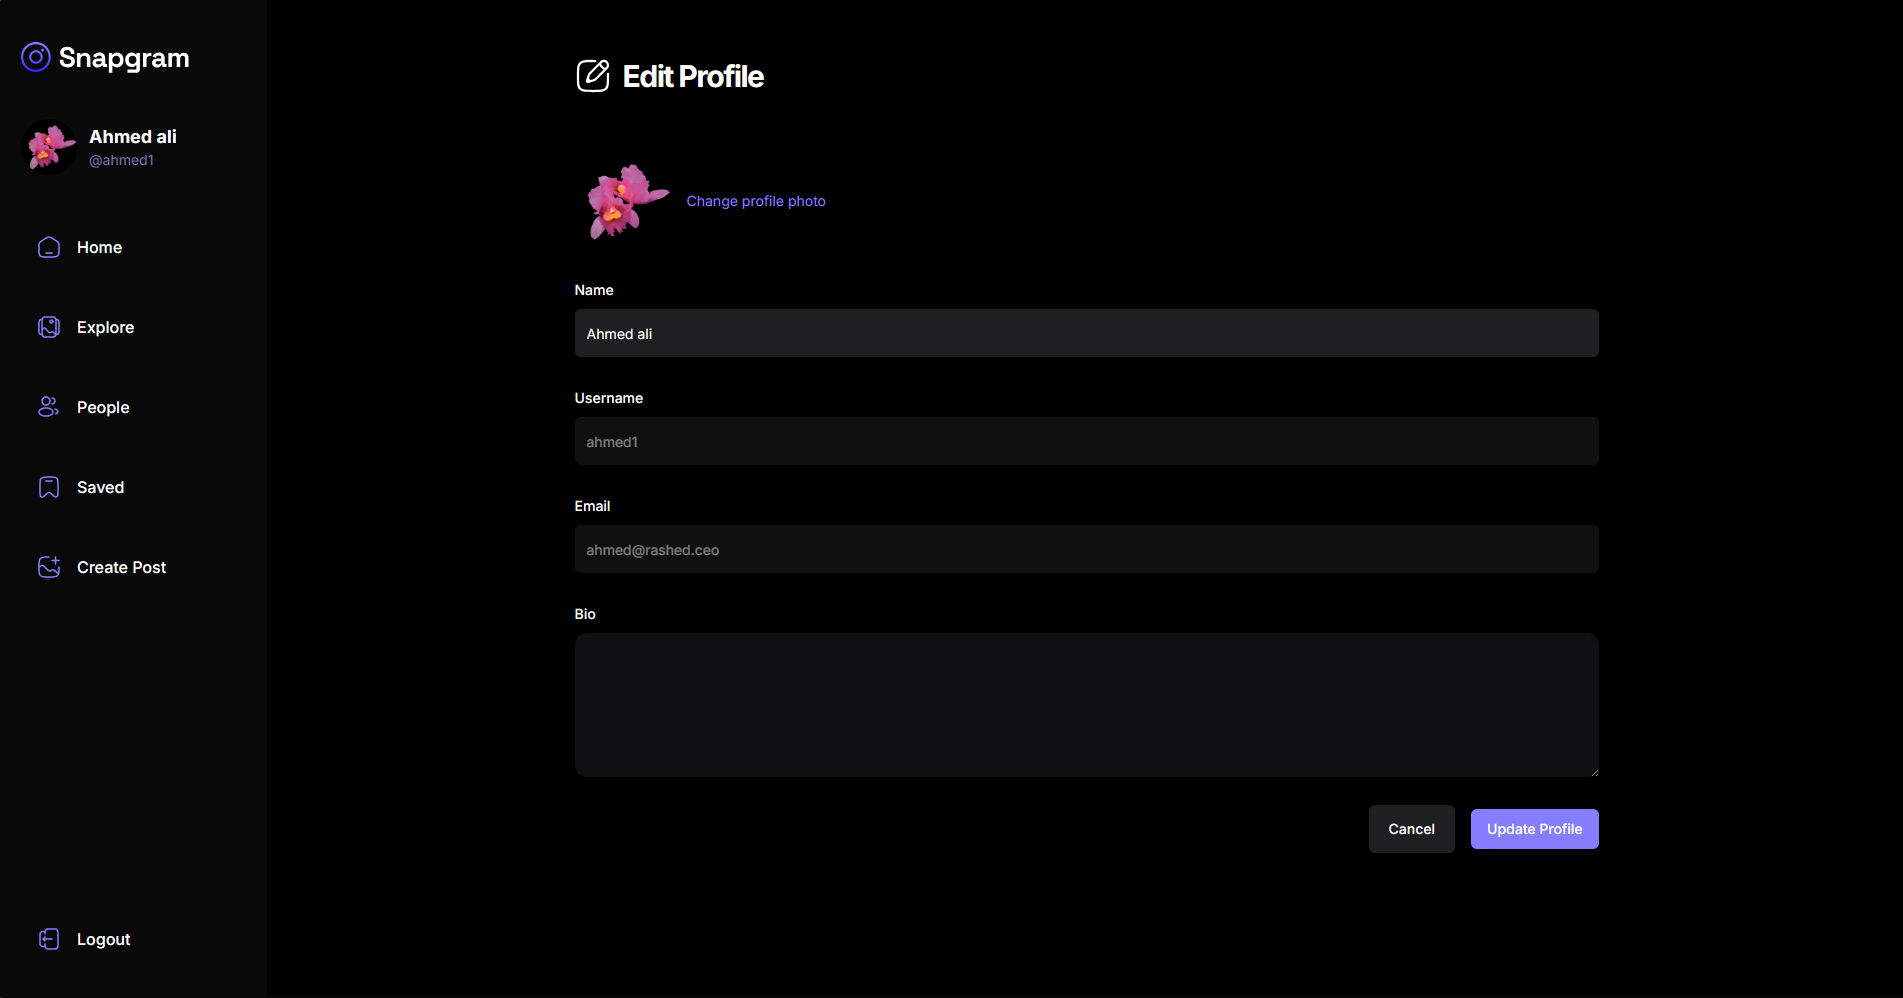 Snapgram
Ahmed ali
@ahmed1
Home
Explore
People
Saved
Create Post
Logout
Edit Profile
Change profile photo
Name
Ahmed ali
Username
ahmed1
Email
ahmed@rashed.ceo
Bio
Cancel
Update Profile